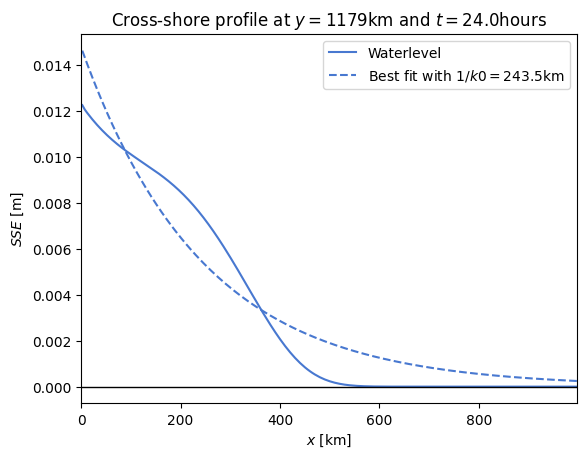 Cross-shore profile at y = 1179km and t = 24.0hours
Waterlevel
Best fit with 1/k0 = 243.5km
0.014
0.012
0.010
0.008
0.006
0.004
0.002
0.000
SSE [m]
0
200
400
600
800
x [km]